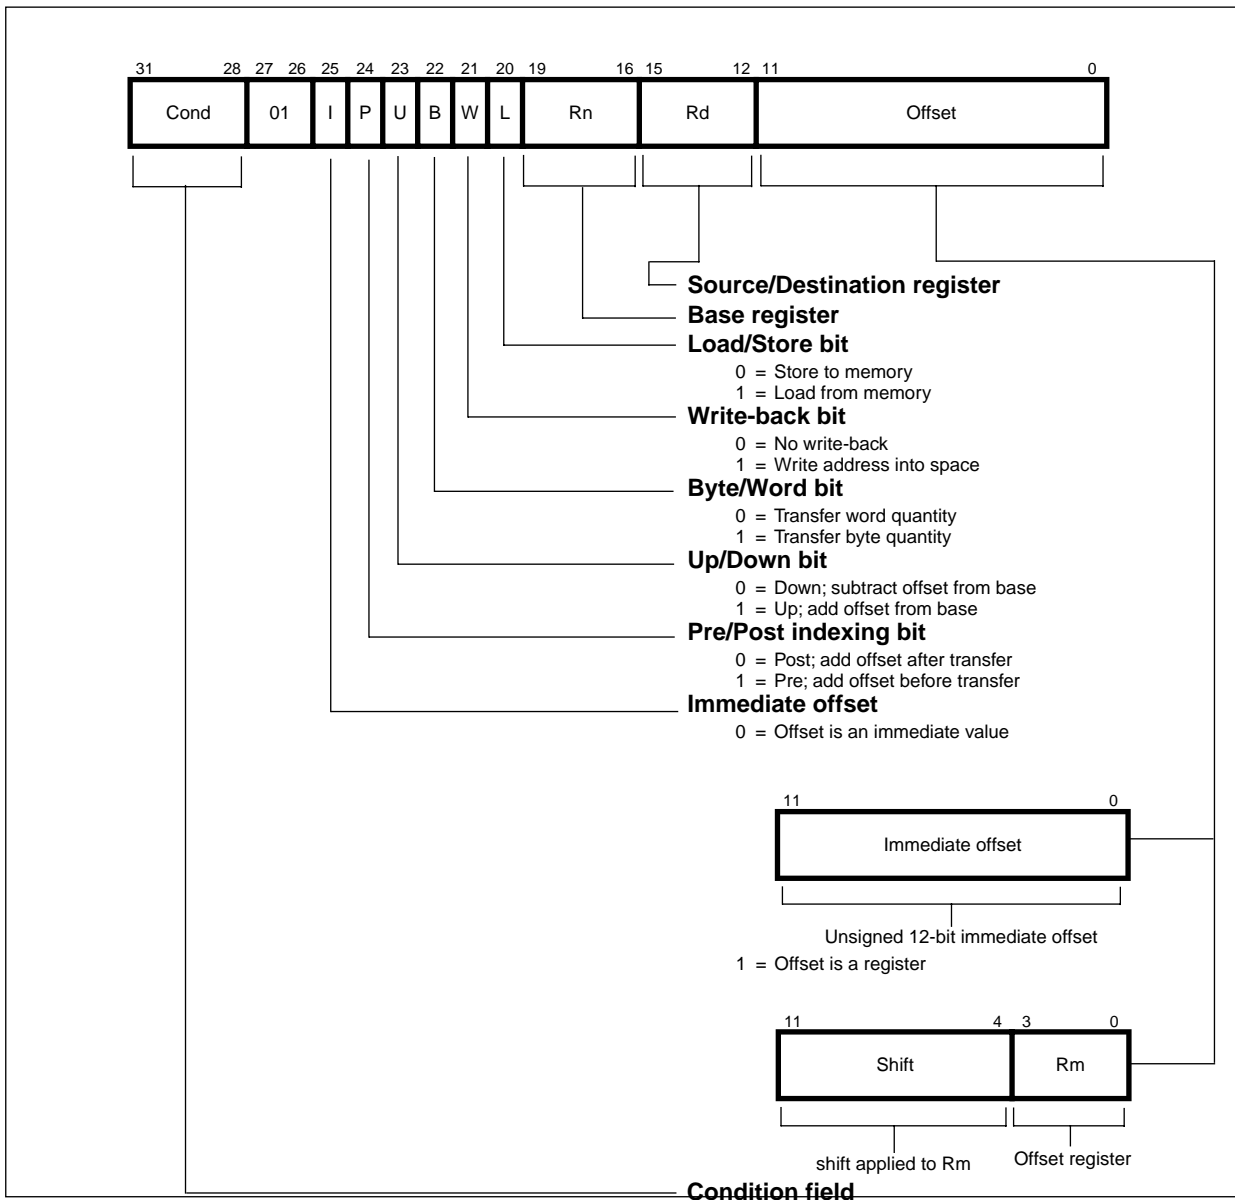 31 28 27 26 25 24 23 22 21 20 19 16 15 12 11 0
Cond 01 I P U B W L Rn Rd Offset
Source/Destination register
Base register
Load/Store bit
0 = Store to memory
1 = Load from memory
Write-back bit
0 = No write-back
1 = Write address into space
Byte/Word bit
0 = Transfer word quantity
1 = Transfer byte quantity
Up/Down bit
0 = Down; subtract offset from base
1 = Up; add offset from base
Pre/Post indexing bit
0 = Post; add offset after transfer
1 = Pre; add offset before transfer
Immediate offset
0 = Offset is an immediate value
11 0
Immediate offset
Unsigned 12-bit immediate offset
1 = Offset is a register
11 4 3 0
Shift Rm
shift applied to Rm Offset register
Condition field